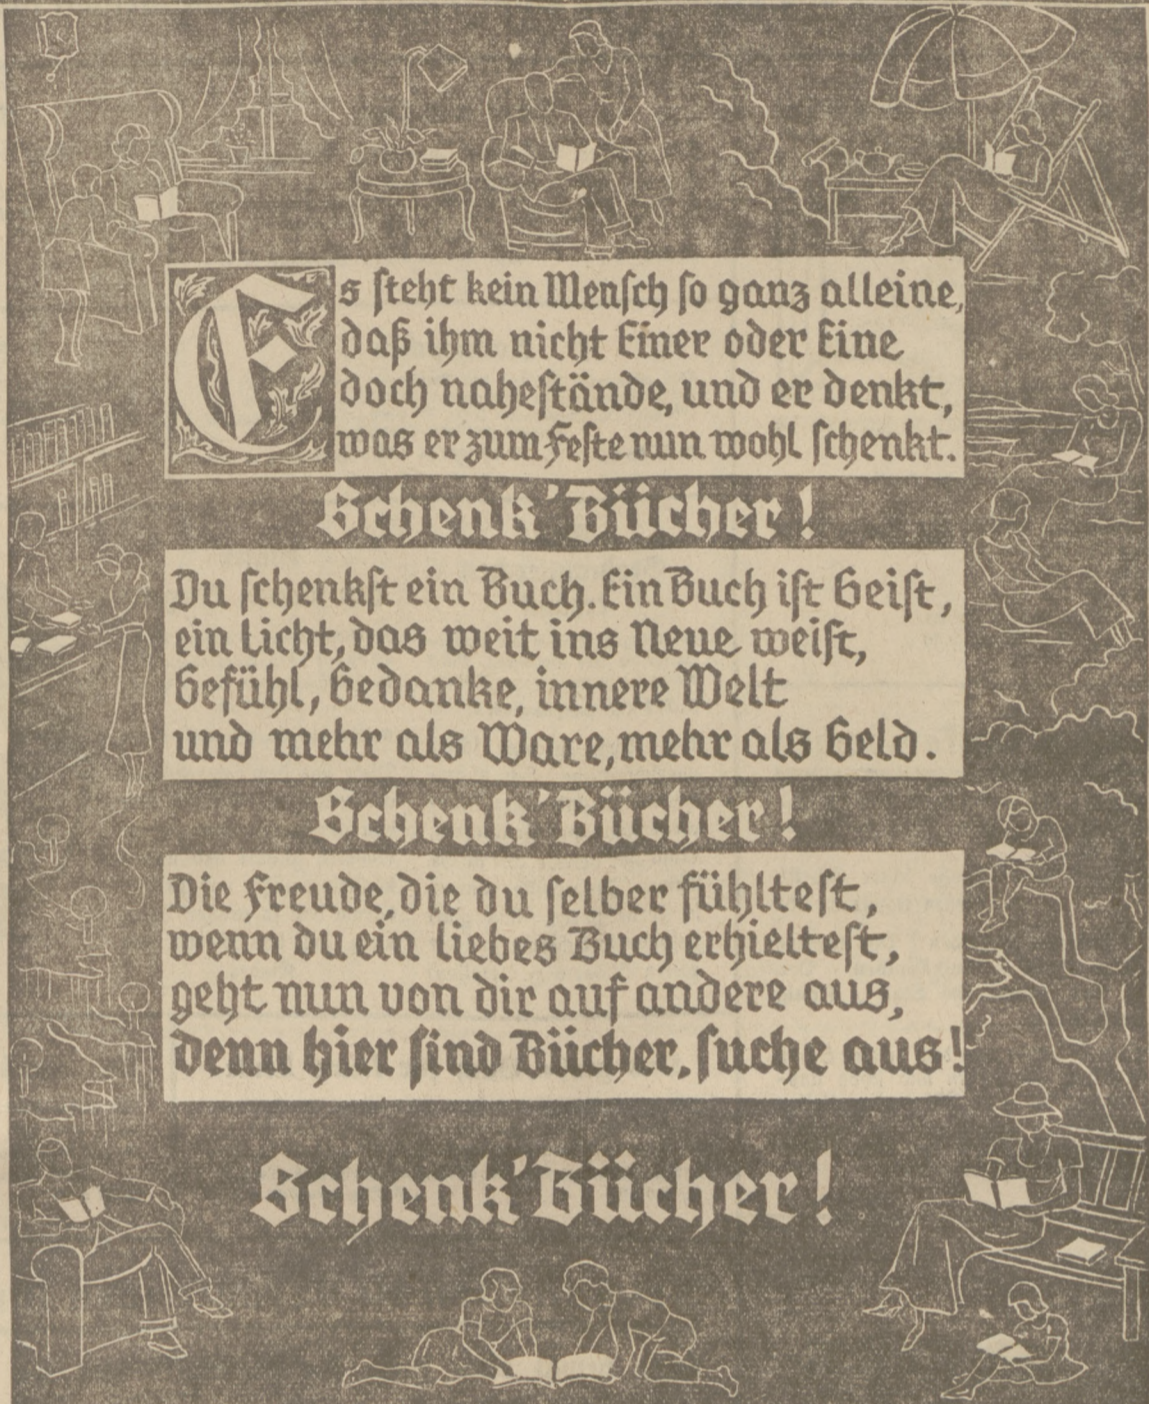 Es steht kein Mensch so ganz alleine,
daß ihm nicht Einer oder Eine
doch nahestände, und er denkt,
was er zum Feste nun wohl schenkt.
Schenk' Bücher!
Du schenkst ein Buch. Ein Buch ist Geist,
ein Licht, das weit ins Neue weist,
Gefühl, Gedanke, innere Welt
und mehr als Ware, mehr als Geld.
Schenk' Bücher!
Die Freude, die du selber fühltest,
wenn du ein liebes Buch erhieltest,
geht nun von dir auf andere aus,
denn hier sind Bücher, suche aus!
Schenk' Bücher!